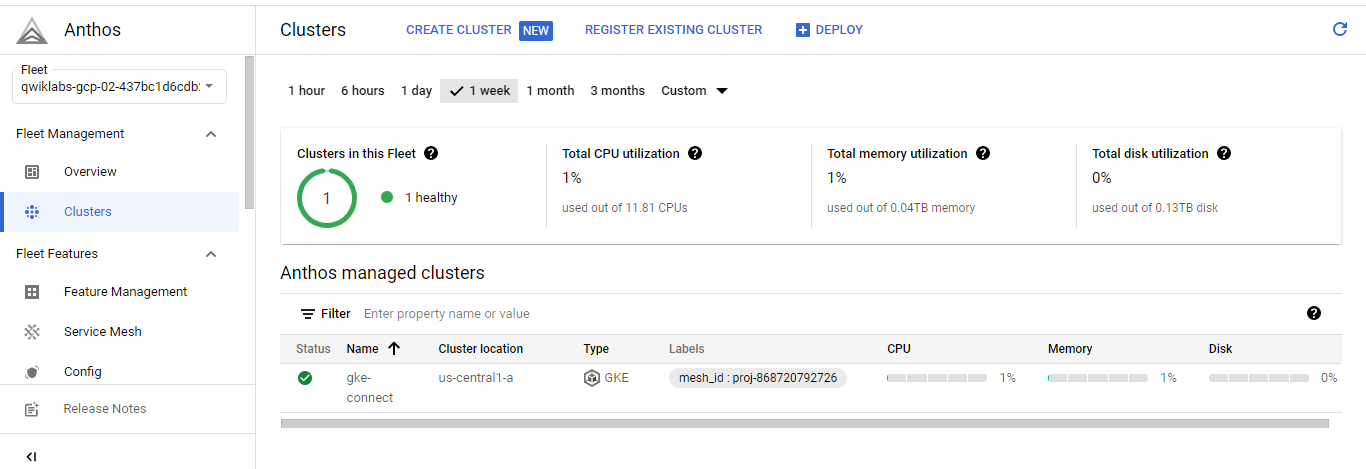 Anthos
Clusters
CREATE CLUSTER NEW
REGISTER EXISTING CLUSTER
DEPLOY
Fleet
qwiklabs-gcp-02-437bc1d6cdb
Fleet Management
Overview
Clusters
Fleet Features
Feature Management
Service Mesh
Config
Release Notes
1 hour 6 hours 1 day 1 week 1 month 3 months Custom
Clusters in this Fleet
1
1 healthy
Total CPU utilization
1%
used out of 11.81 CPUs
Total memory utilization
1%
used out of 0.04TB memory
Total disk utilization
0%
used out of 0.13TB disk
Anthos managed clusters
Filter Enter property name or value
Status Name Cluster location Type Labels CPU Memory Disk
gke-
connect
us-central1-a GKE mesh_id : proj-868720792726 1% 1% 0%